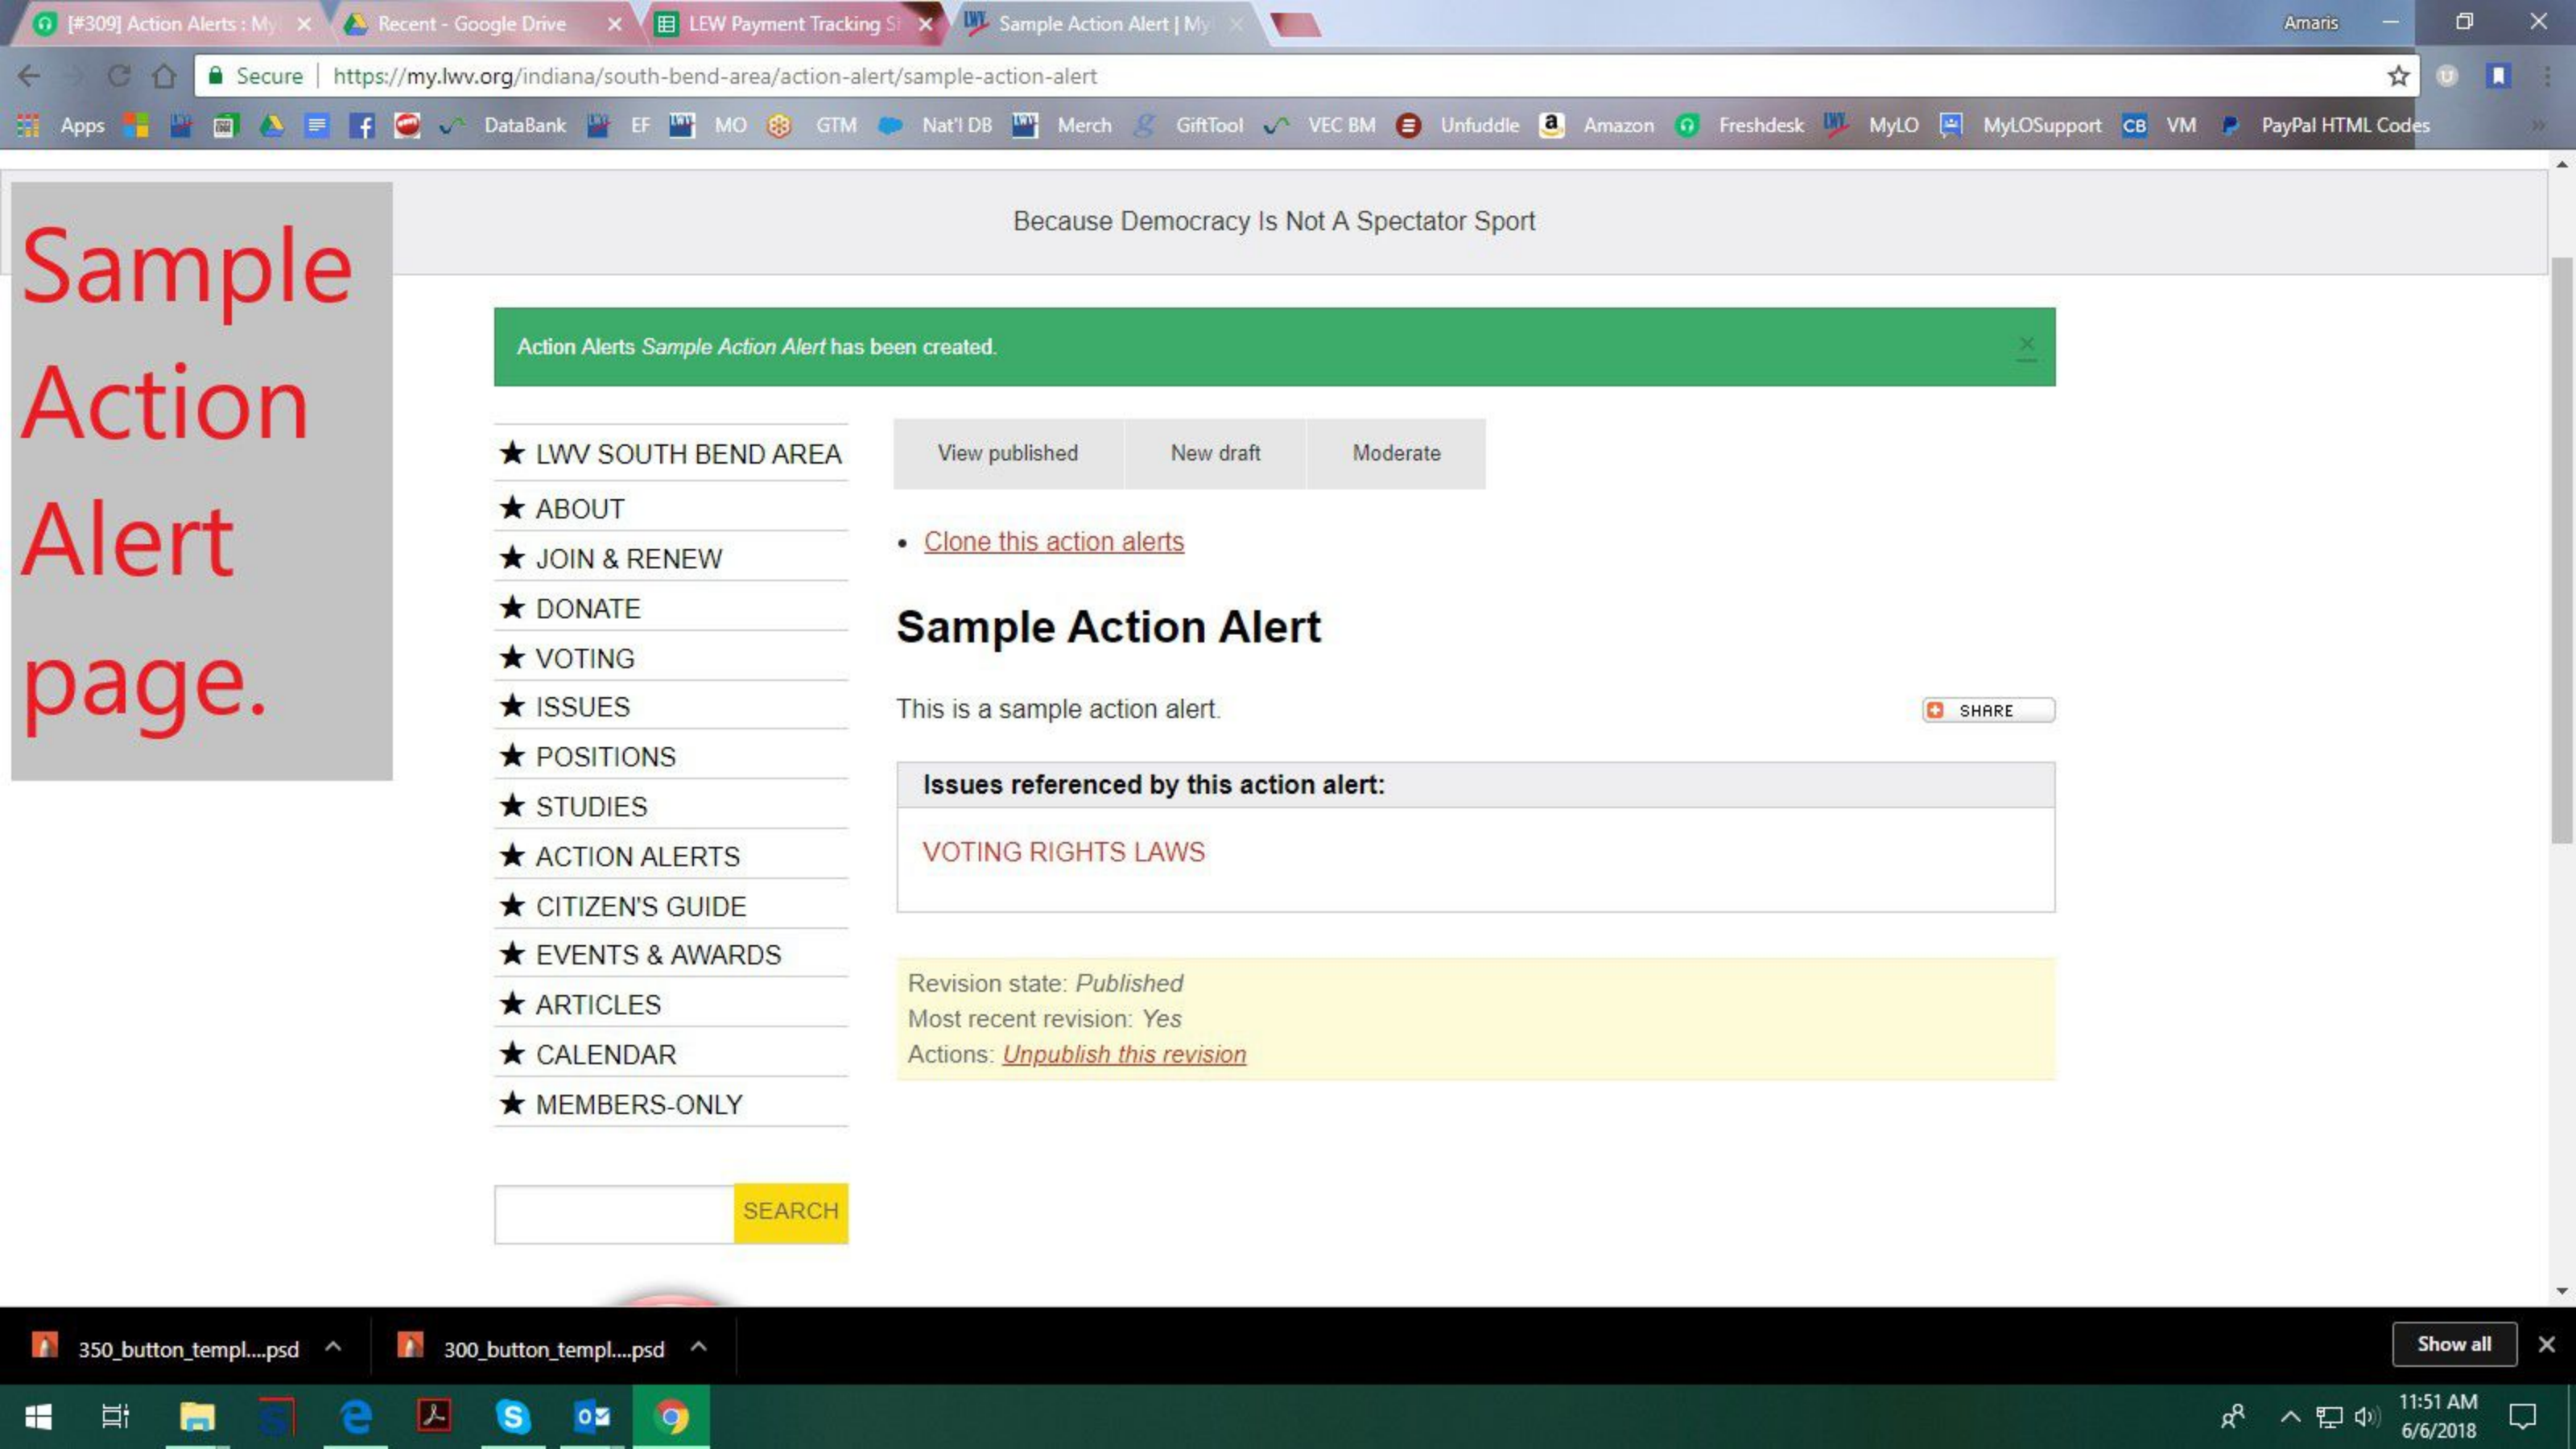 [#309] Action Alerts : My
Recent - Google Drive
LEW Payment Tracking S
Sample Action Alert | My
Amaris
Secure
https://my.lwv.org/indiana/south-bend-area/action-alert/sample-action-alert
Apps
DataBank
EF
MO
GTM
Nat'l DB
Merch
GiftTool
VEC BM
Unfuddle
Amazon
Freshdesk
MyLO
MyLOSupport
CB VM
PayPal HTML Codes
Because Democracy Is Not A Spectator Sport
Sample
Action
Alert
page.
Action Alerts Sample Action Alert has been created.
×
★ LWV SOUTH BEND AREA
★ ABOUT
★ JOIN & RENEW
★ DONATE
★ VOTING
★ ISSUES
★ POSITIONS
★ STUDIES
★ ACTION ALERTS
★ CITIZEN'S GUIDE
★ EVENTS & AWARDS
★ ARTICLES
★ CALENDAR
★ MEMBERS-ONLY
SEARCH
View published
New draft
Moderate
• Clone this action alerts
Sample Action Alert
This is a sample action alert.
SHARE
Issues referenced by this action alert:
VOTING RIGHTS LAWS
Revision state: Published
Most recent revision: Yes
Actions: Unpublish this revision
350_button_templ....psd
300_button_templ....psd
Show all
11:51 AM
6/6/2018